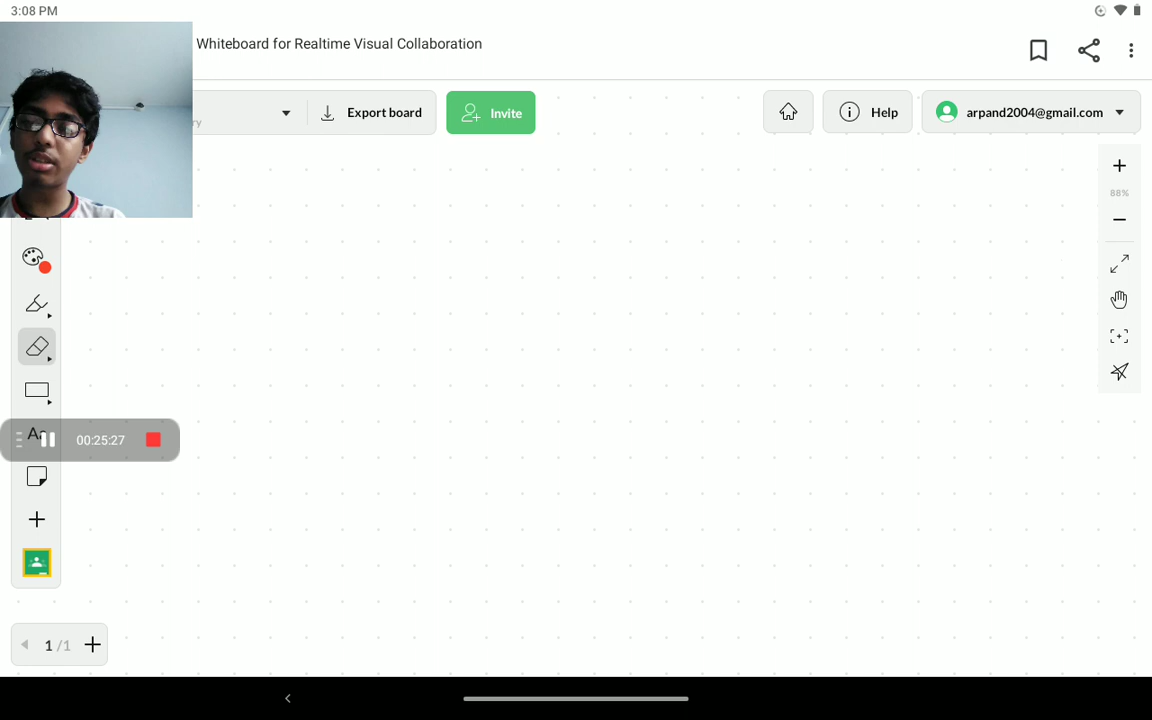 3:08 PM
Whiteboard for Realtime Visual Collaboration
ry
Export board
Invite
Help
arpand2004@gmail.com
88%
00:25:27
1 /1